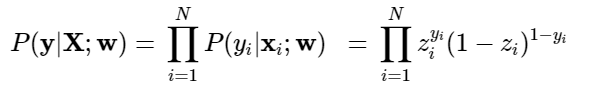 P(𝐲|𝐗; 𝐰) = ∏_{i=1}^{N} P(y_i|𝐱_i; 𝐰) = ∏_{i=1}^{N} z_i^{y_i}(1 − z_i)^{1−y_i}